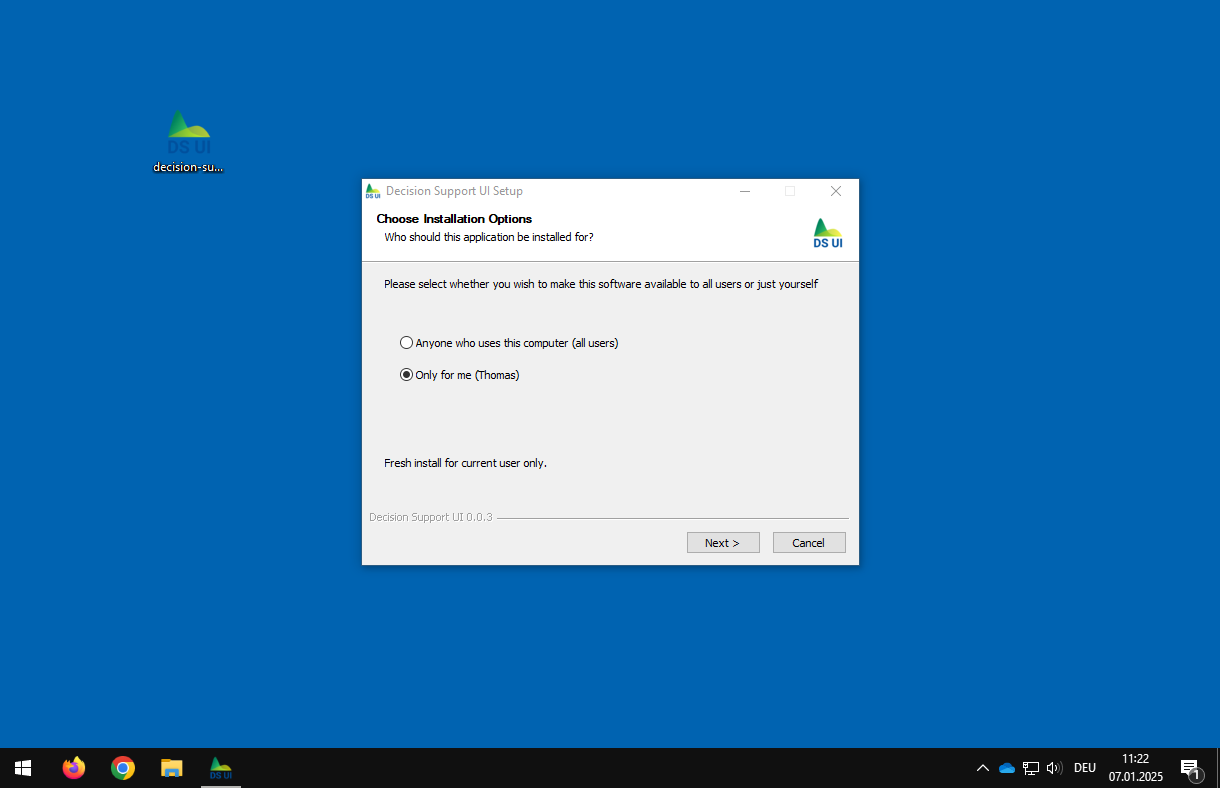 DS UI
decision-su...
DS UI
Decision Support UI Setup
Choose Installation Options
Who should this application be installed for?
DS UI
Please select whether you wish to make this software available to all users or just yourself
Anyone who uses this computer (all users)
Only for me (Thomas)
Fresh install for current user only.
Decision Support UI 0.0.3
Next >
Cancel
DS UI
DEU
11:22
07.01.2025
1